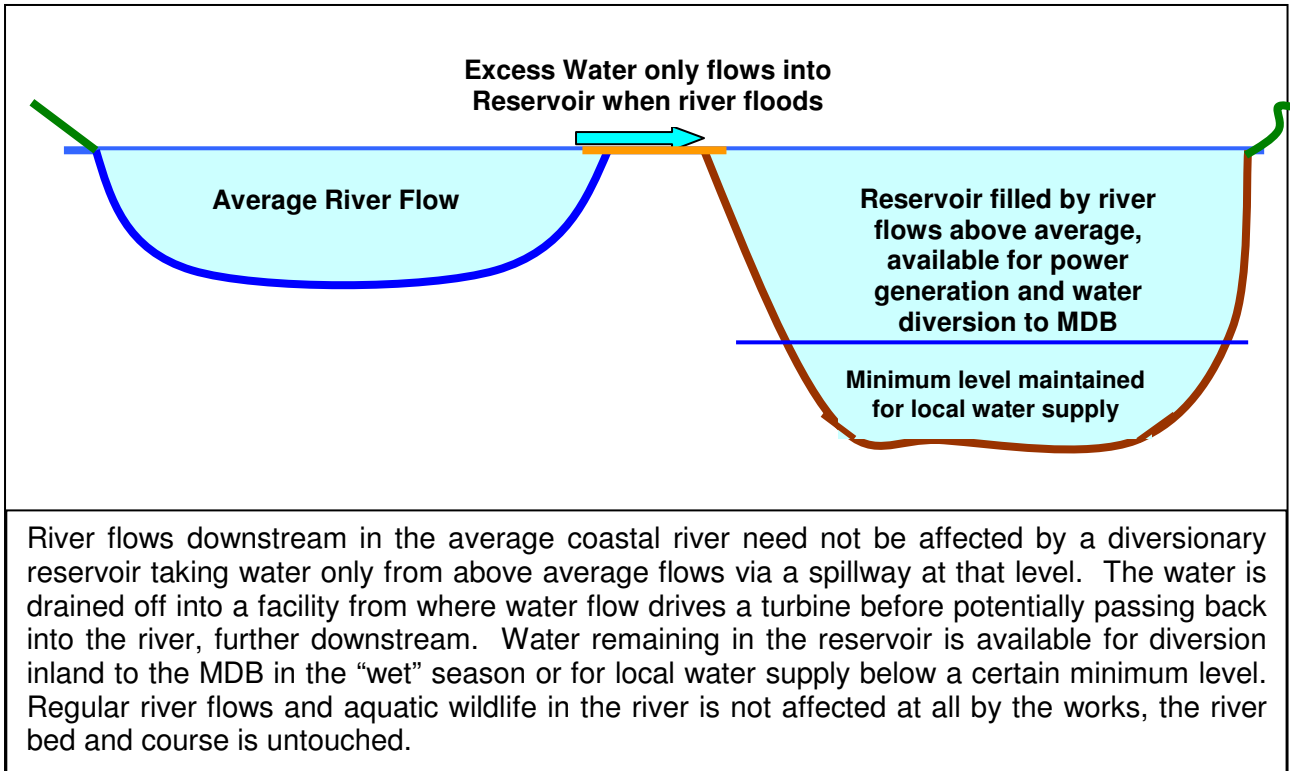 Excess Water only flows into
Reservoir when river floods
Average River Flow
Reservoir filled by river
flows above average,
available for power
generation and water
diversion to MDB
Minimum level maintained
for local water supply
River flows downstream in the average coastal river need not be affected by a diversionary
reservoir taking water only from above average flows via a spillway at that level. The water is
drained off into a facility from where water flow drives a turbine before potentially passing back
into the river, further downstream. Water remaining in the reservoir is available for diversion
inland to the MDB in the “wet” season or for local water supply below a certain minimum level.
Regular river flows and aquatic wildlife in the river is not affected at all by the works, the river
bed and course is untouched.